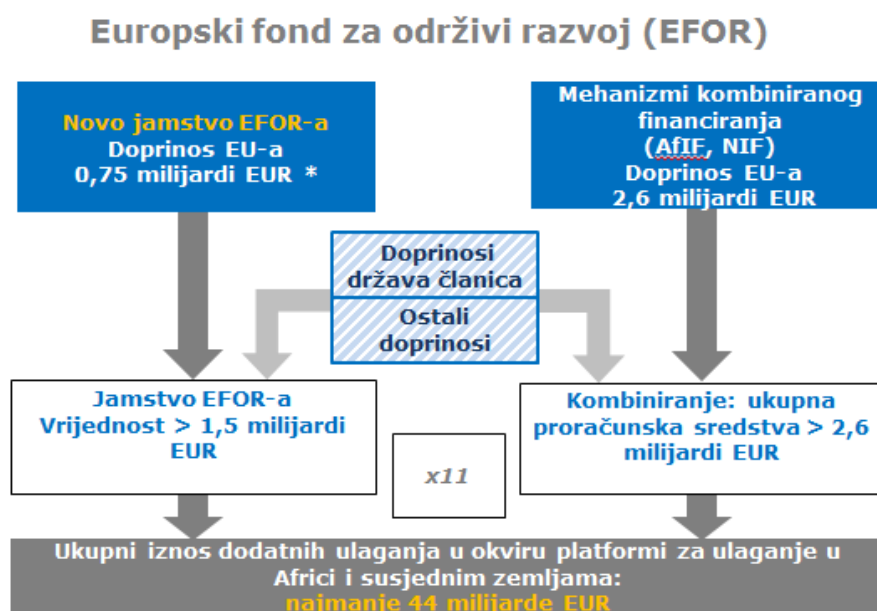 Europski fond za održivi razvoj (EFOR)
Novo jamstvo EFOR-a
Doprinos EU-a
0,75 milijardi EUR *
Mehanizmi kombiniranog
financiranja
(AfIF, NIF)
Doprinos EU-a
2,6 milijardi EUR
Doprinosi
država članica
Ostali
doprinosi
Jamstvo EFOR-a
Vrijednost > 1,5 milijardi
EUR
x11
Kombiniranje: ukupna
proračunska sredstva > 2,6
milijardi EUR
Ukupni iznos dodatnih ulaganja u okviru platformi za ulaganje u
Africi i susjednim zemljama:
najmanje 44 milijarde EUR